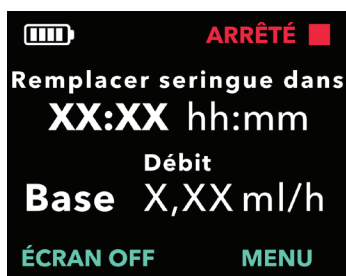 ARRÊTÉ
Remplacer seringue dans
XX:XX hh:mm
Débit
Base X,XX ml/h
ÉCRAN OFF MENU